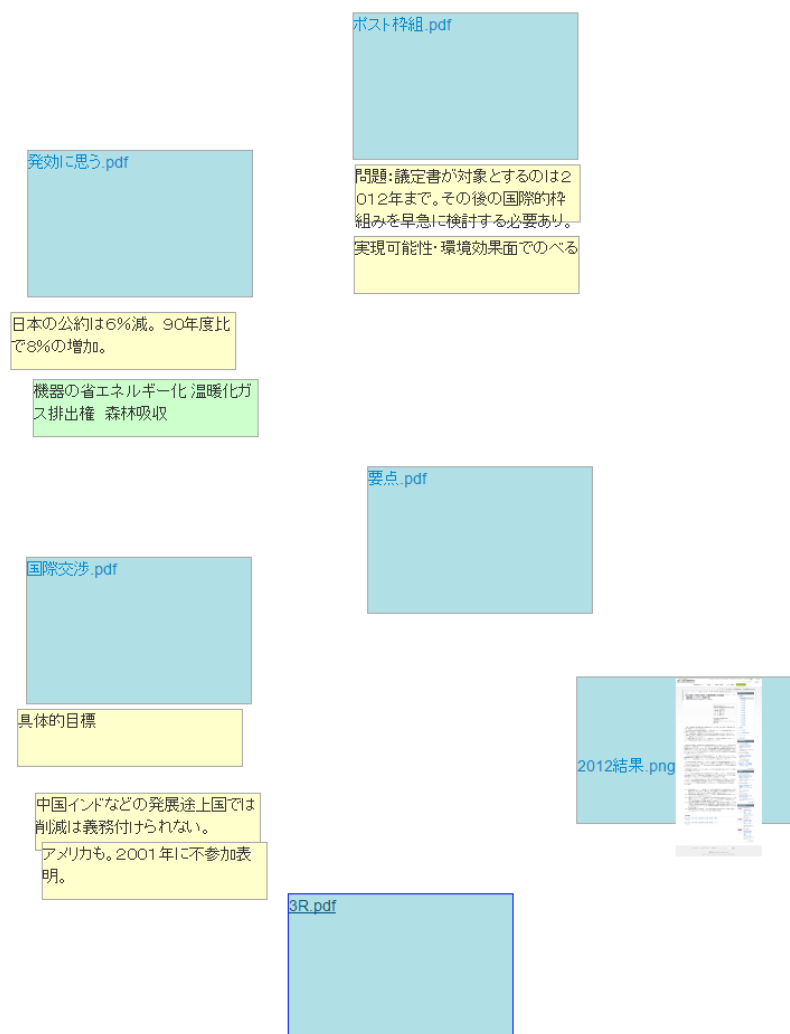 ポスト枠組.pdf
発効に思う.pdf
問題:議定書が対象とするのは2
012年まで。その後の国際的枠
組みを早急に検討する必要あり。
実現可能性・環境効果面でのべる
日本の公約は6%減。90年度比
で8%の増加。
機器の省エネルギー化 温暖化ガ
ス排出権 森林吸収
要点.pdf
国際交渉.pdf
具体的目標
2012結果.png
中国インドなどの発展途上国では
削減は義務付けられない。
アメリカも。2001年に不参加表
明。
3R.pdf